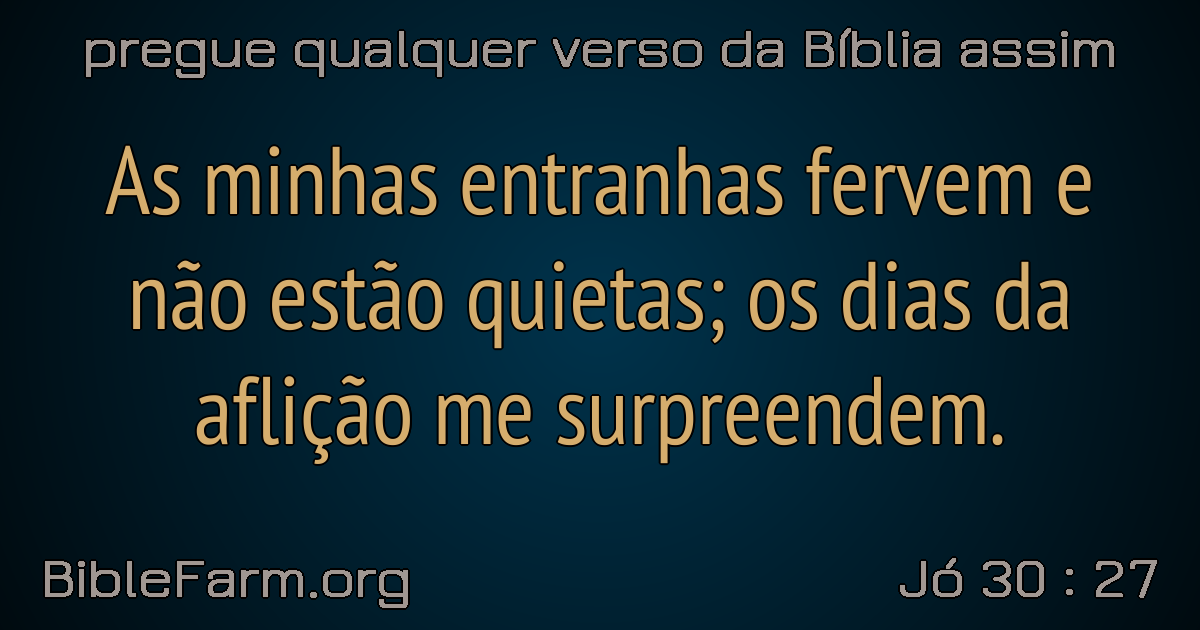 pregue qualquer verso da Bíblia assim
As minhas entranhas fervem e
não estão quietas; os dias da
aflição me surpreendem.
BibleFarm.org
Jó 30 : 27